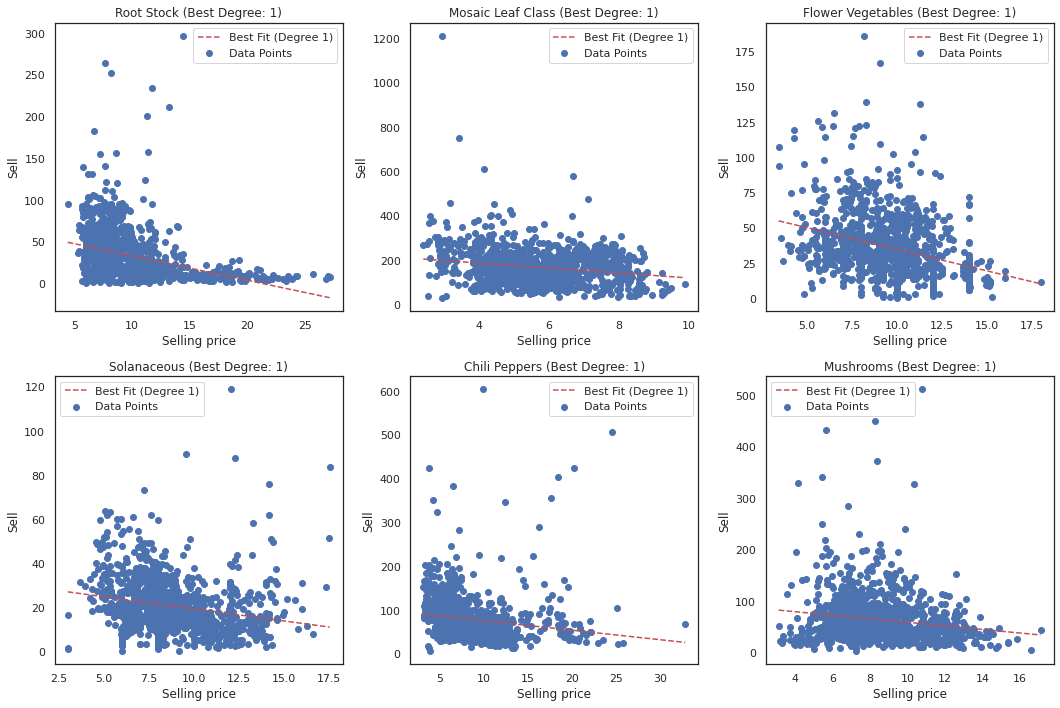 Root Stock (Best Degree: 1)
Best Fit (Degree 1)
Data Points
300
250
200
150
100
50
0
Sell
5 10 15 20 25
Selling price
Mosaic Leaf Class (Best Degree: 1)
Best Fit (Degree 1)
Data Points
1200
1000
800
600
400
200
0
Sell
4 6 8 10
Selling price
Flower Vegetables (Best Degree: 1)
Best Fit (Degree 1)
Data Points
175
150
125
100
75
50
25
0
Sell
5.0 7.5 10.0 12.5 15.0 17.5
Selling price
Solanaceous (Best Degree: 1)
Best Fit (Degree 1)
Data Points
120
100
80
60
40
20
0
Sell
2.5 5.0 7.5 10.0 12.5 15.0 17.5
Selling price
Chili Peppers (Best Degree: 1)
Best Fit (Degree 1)
Data Points
600
500
400
300
200
100
0
Sell
5 10 15 20 25 30
Selling price
Mushrooms (Best Degree: 1)
Best Fit (Degree 1)
Data Points
500
400
300
200
100
0
Sell
4 6 8 10 12 14 16
Selling price